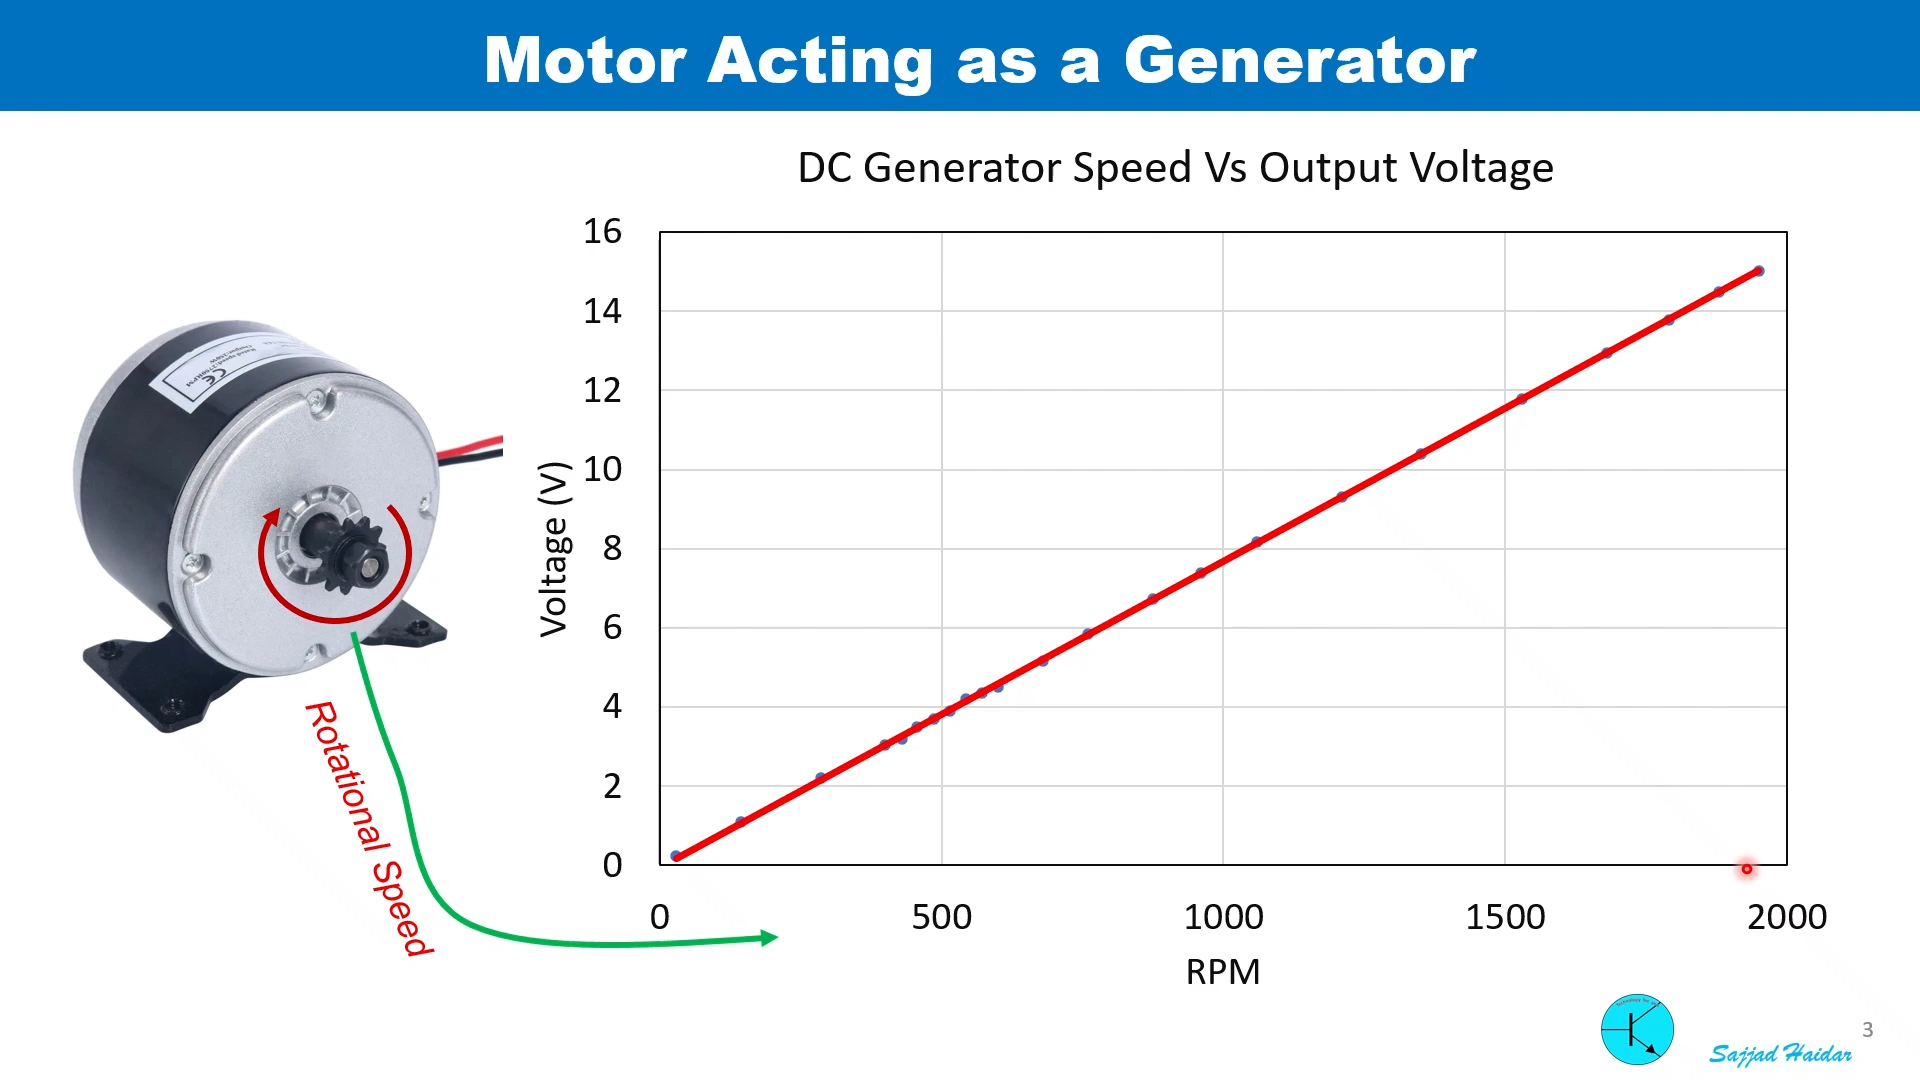 Motor Acting as a Generator
DC Generator Speed Vs Output Voltage
16
14
12
10
8
6
4
2
0
Voltage (V)
0 500 1000 1500 2000
RPM
Rotational Speed
CE
Sajjad Haidar
3